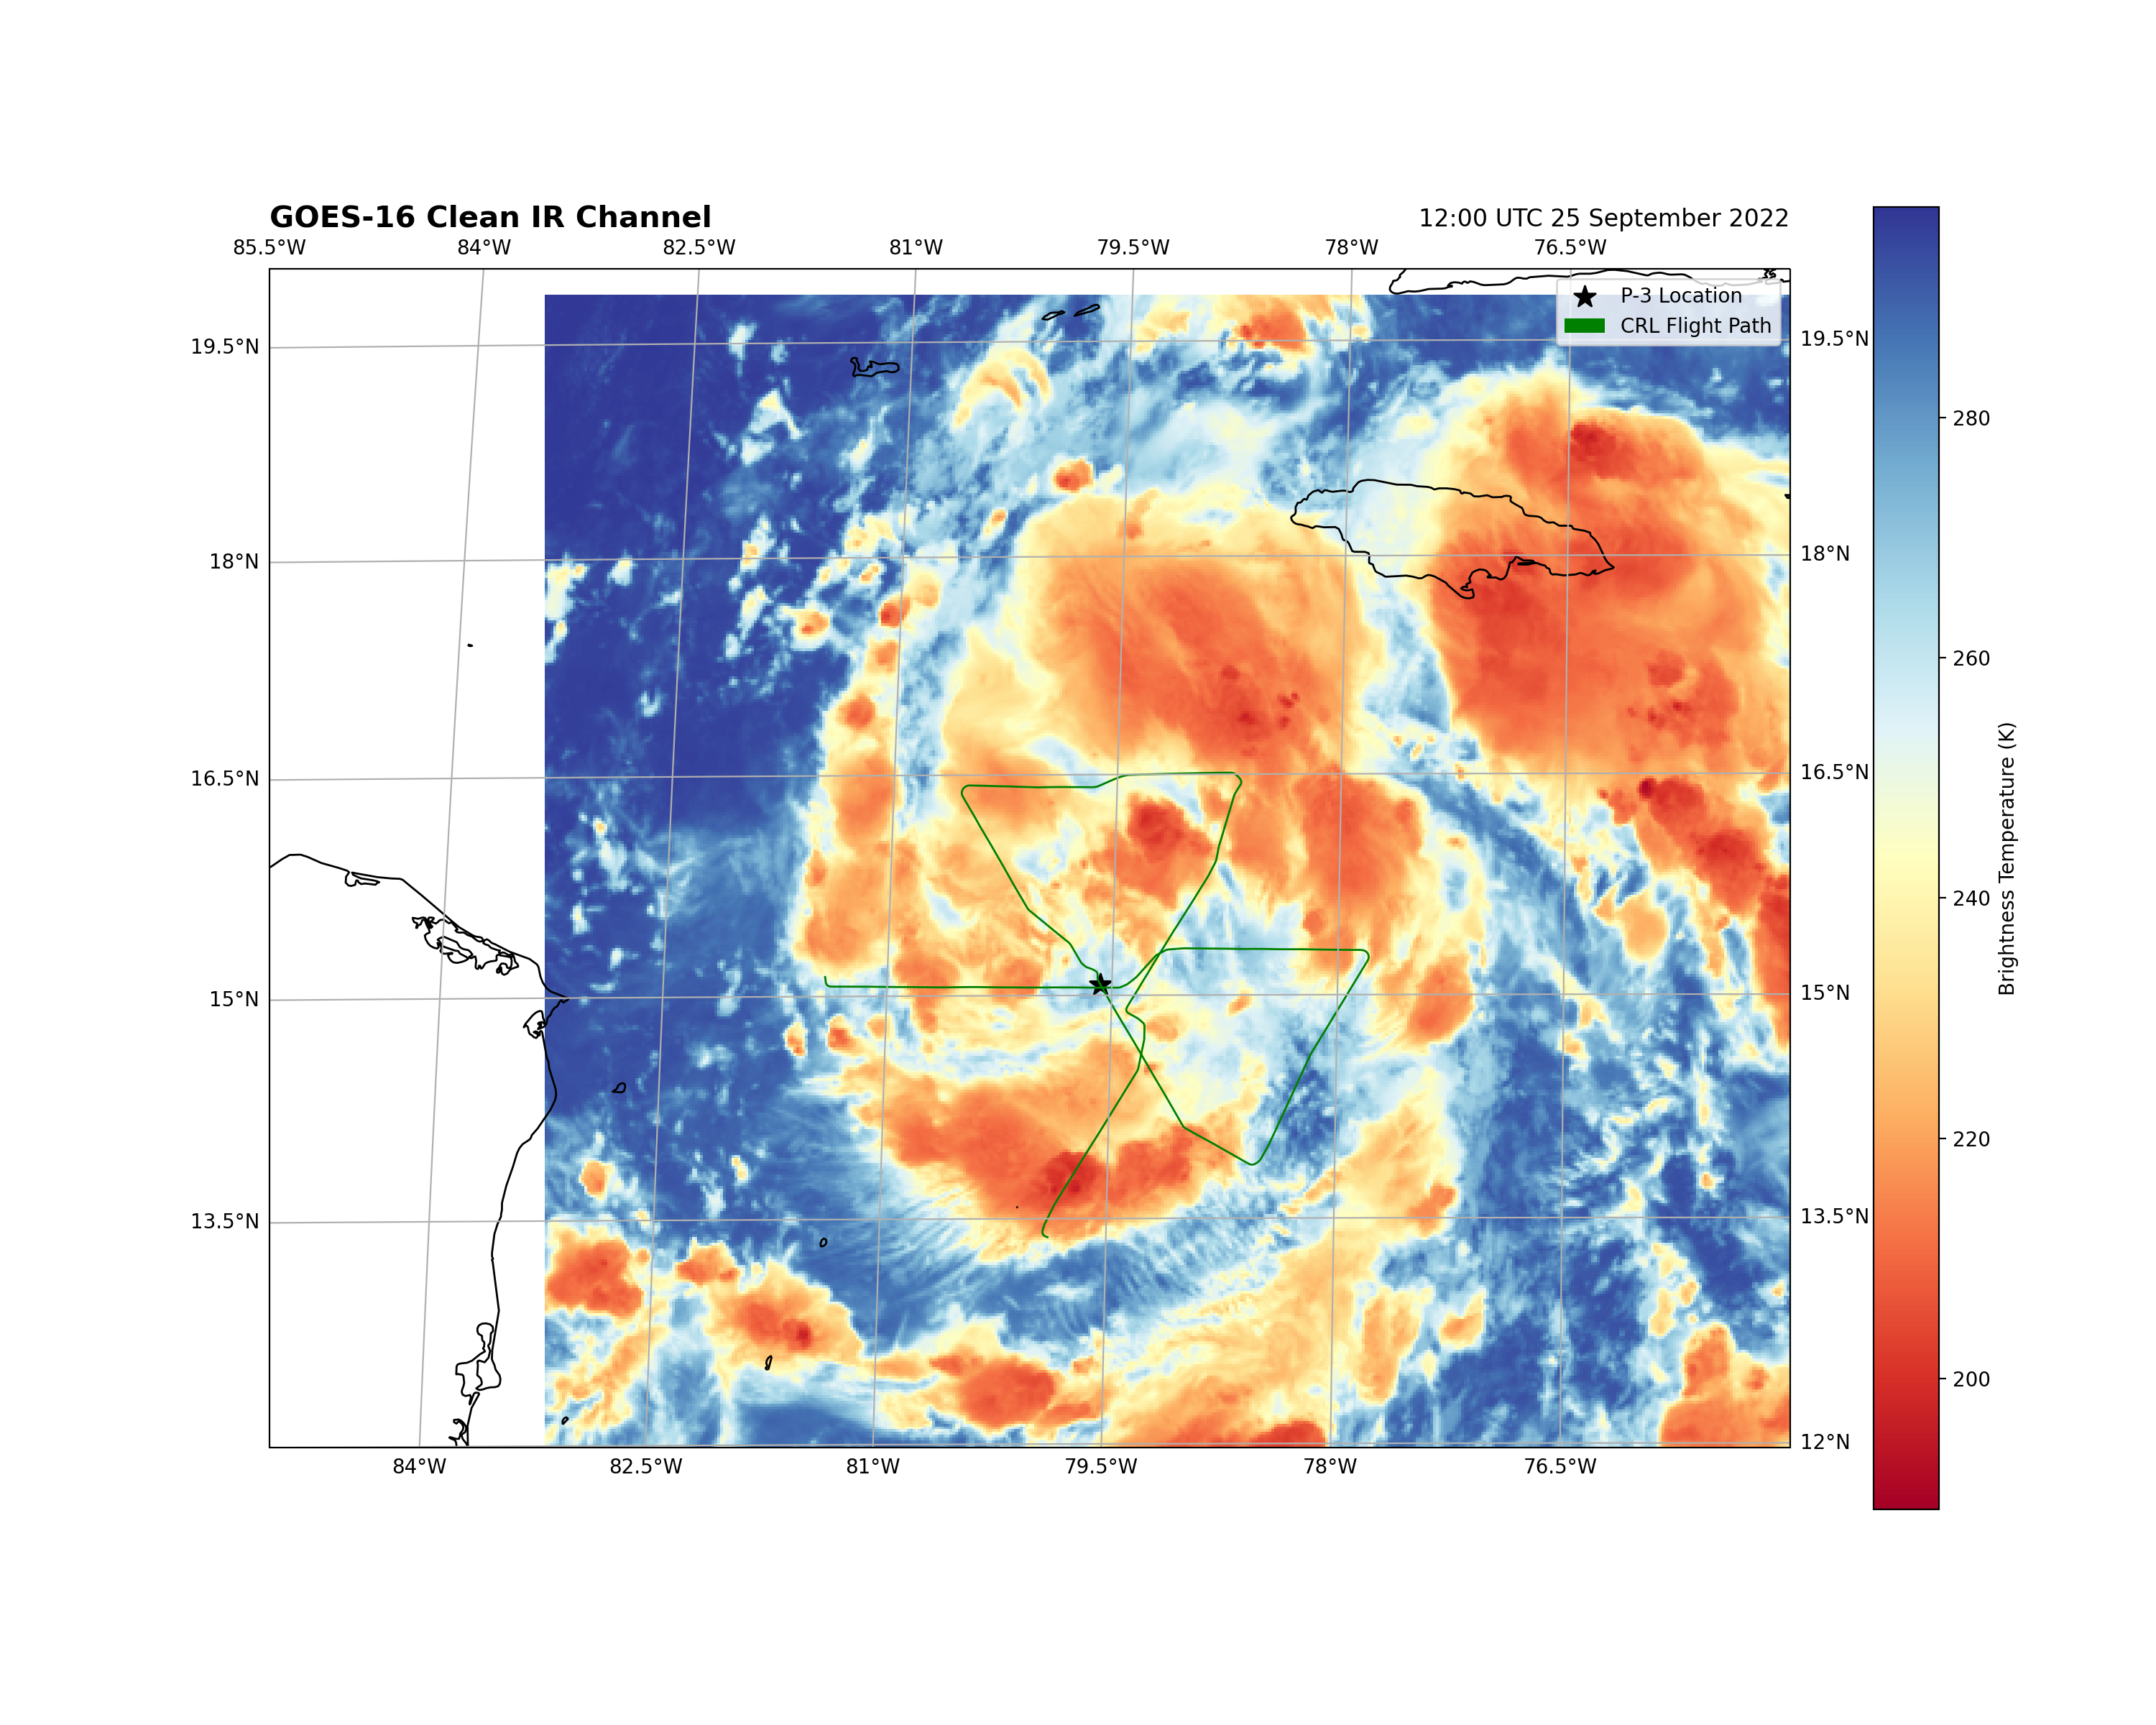 GOES-16 Clean IR Channel
12:00 UTC 25 September 2022
85.5°W 84°W 82.5°W 81°W 79.5°W 78°W 76.5°W
P-3 Location
CRL Flight Path
19.5°N 19.5°N
280
18°N 18°N
260
16.5°N 16.5°N
240
Brightness Temperature (K)
15°N 15°N
220
13.5°N 13.5°N
200
12°N
84°W 82.5°W 81°W 79.5°W 78°W 76.5°W